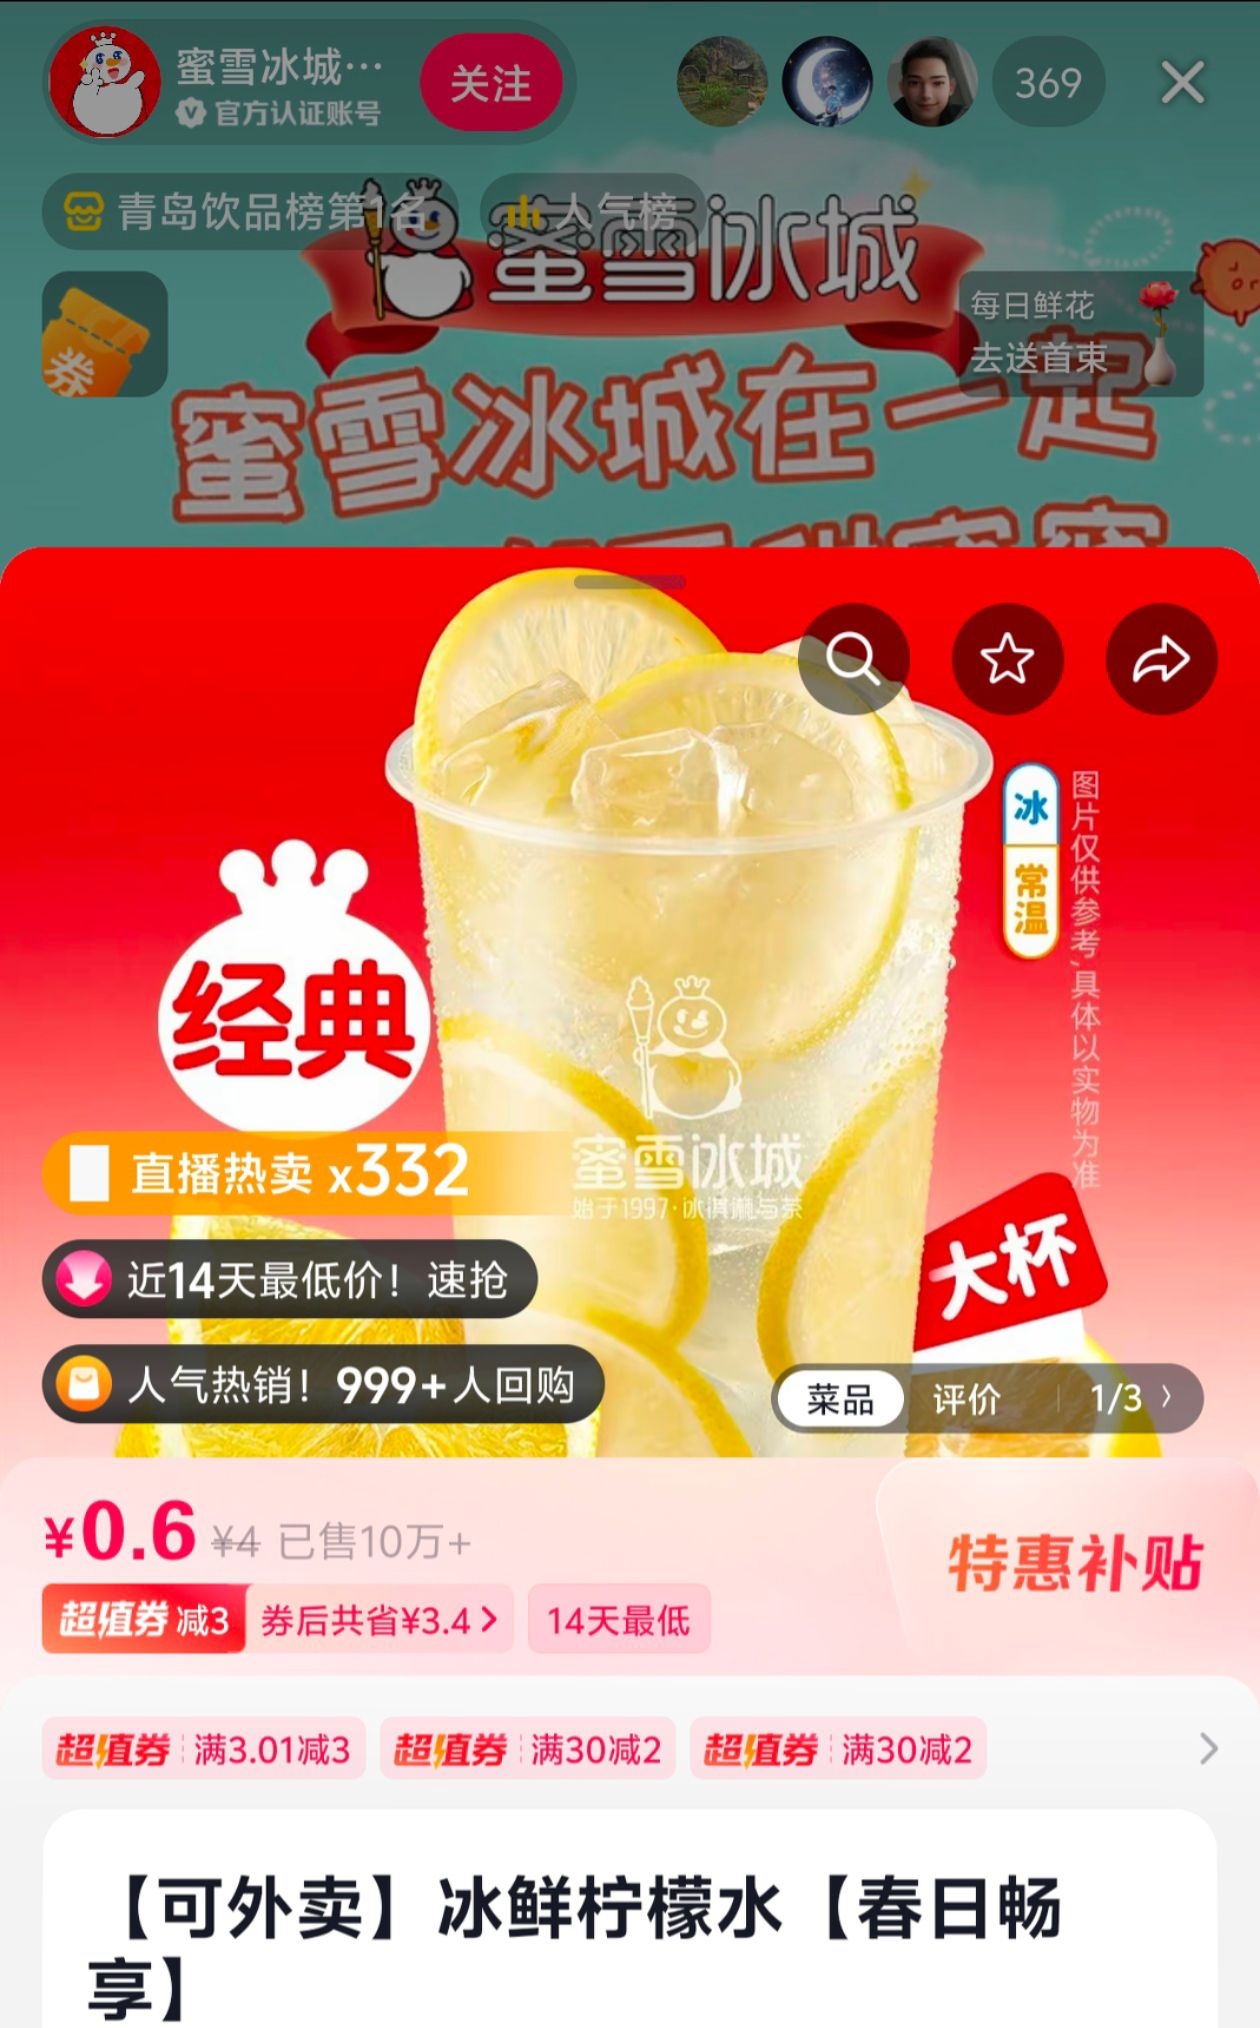 蜜雪冰城…
官方认证账号
关注
369
青岛饮品榜第1名
人气榜
蜜雪冰城
券
每日鲜花
去送首束
蜜雪冰城在一起
冰
常温
图片仅供参考,具体以实物为准
经典
蜜雪冰城
始于1997·冰淇淋与茶
直播热卖 x332
近14天最低价！速抢
大杯
人气热销！999+人回购
菜品 评价 1/3
¥0.6 ¥4 已售10万+
特惠补贴
超值券 减3 券后共省¥3.4 14天最低
超值券 满3.01减3 超值券 满30减2 超值券 满30减2
【可外卖】冰鲜柠檬水【春日畅
享】